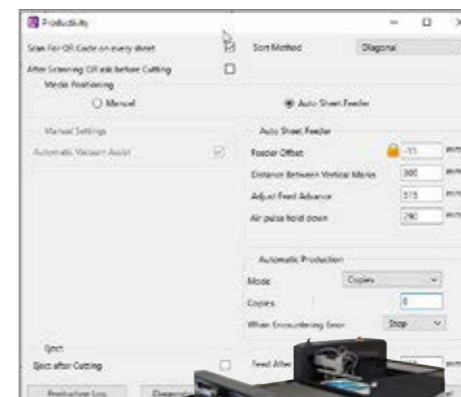 Productivity
Scan For QR Code on every sheet
Sort Method
Diagonal
After Scanning QR ask before Cutting
Media Positioning
Manual
Auto Sheet Feeder
Manual Settings
Automatic Vacuum Assist
Auto Sheet Feeder
Feeder Offset
-15
mm
Distance Between Vertical Marks
300
mm
Adjust Feed Advance
515
mm
Air pulse hold down
290
mm
Automatic Production
Mode
Copies
Copies
When Encountering Error
Stop
Eject
Eject after Cutting
Feed After
Production Log